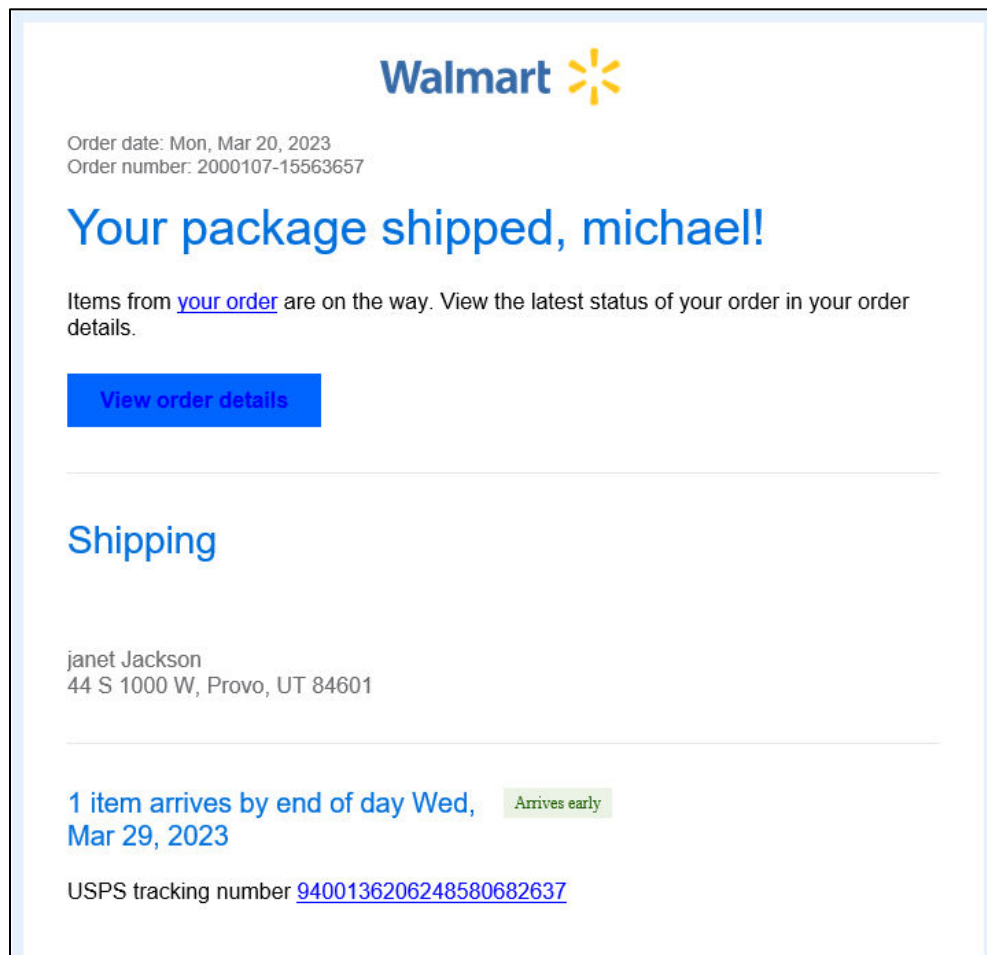 Walmart
Order date: Mon, Mar 20, 2023
Order number: 2000107-15563657
Your package shipped, michael!
Items from your order are on the way. View the latest status of your order in your order
details.
View order details
Shipping
janet Jackson
44 S 1000 W, Provo, UT 84601
1 item arrives by end of day Wed,
Mar 29, 2023
Arrives early
USPS tracking number 9400136206248580682637